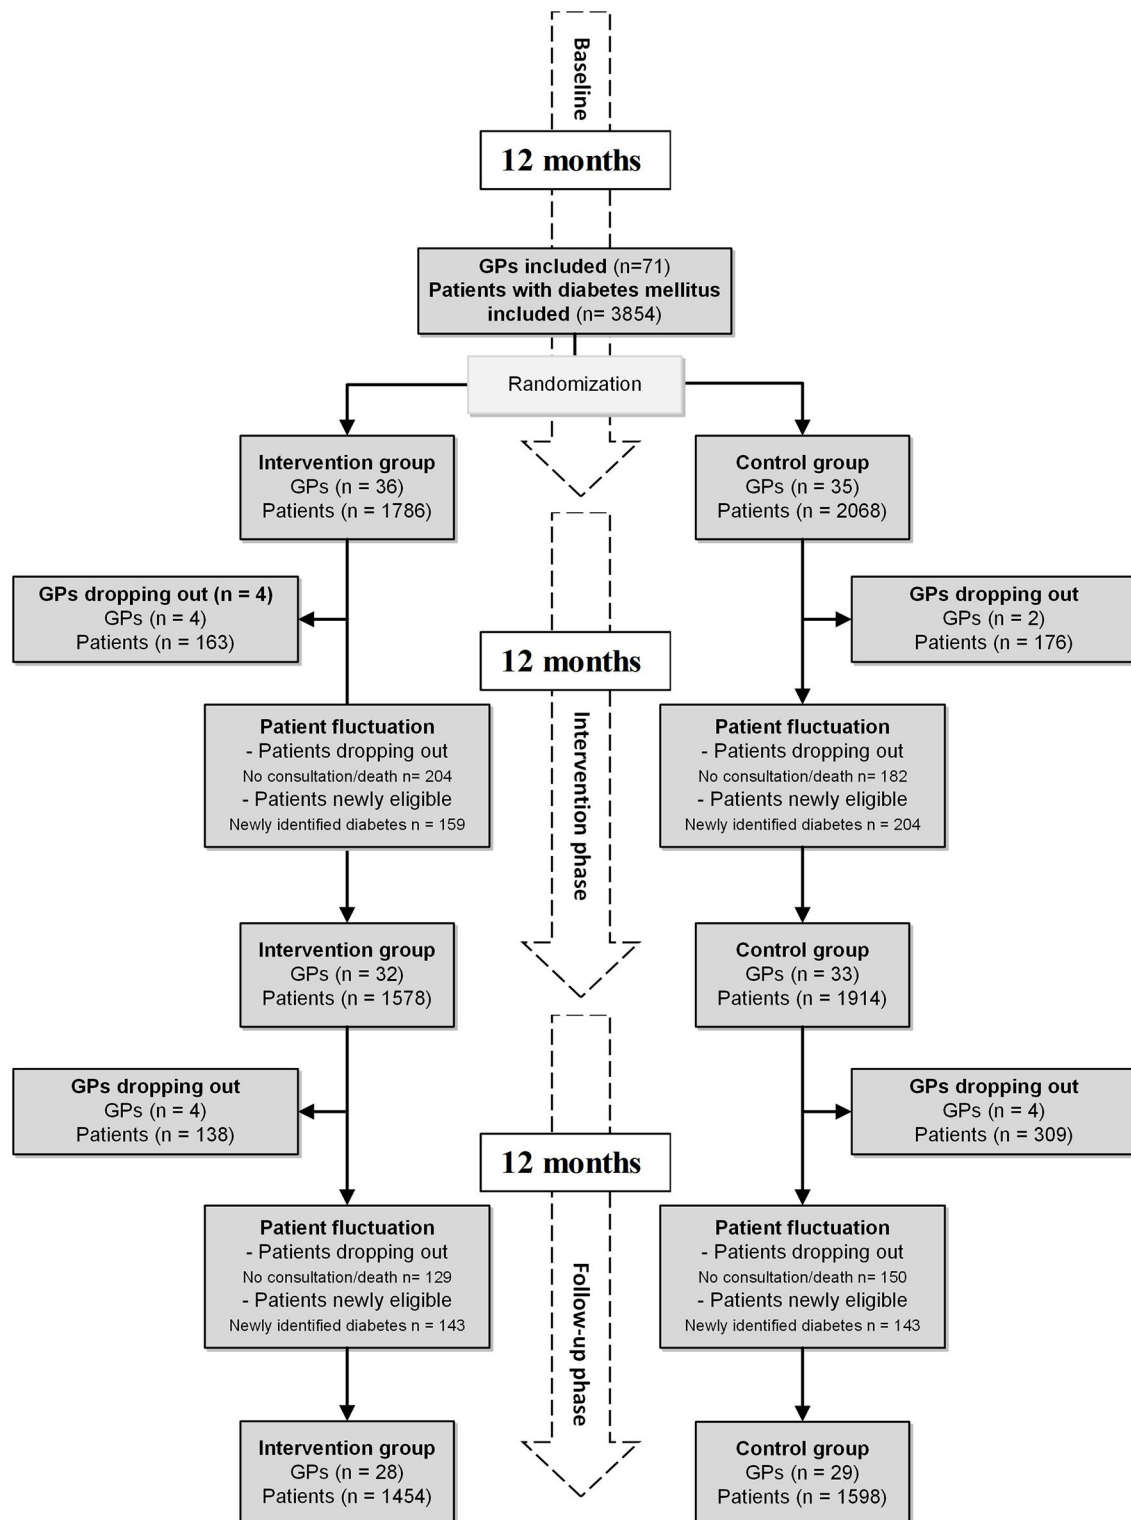 Baseline
12 months
GPs included (n=71)
Patients with diabetes mellitus
included (n= 3854)
Randomization
Intervention group
GPs (n = 36)
Patients (n = 1786)
Control group
GPs (n = 35)
Patients (n = 2068)
GPs dropping out (n = 4)
GPs (n = 4)
Patients (n = 163)
GPs dropping out
GPs (n = 2)
Patients (n = 176)
12 months
Intervention phase
Patient fluctuation
- Patients dropping out
No consultation/death n= 204
- Patients newly eligible
Newly identified diabetes n = 159
Patient fluctuation
- Patients dropping out
No consultation/death n= 182
- Patients newly eligible
Newly identified diabetes n = 204
Intervention group
GPs (n = 32)
Patients (n = 1578)
Control group
GPs (n = 33)
Patients (n = 1914)
GPs dropping out
GPs (n = 4)
Patients (n = 138)
GPs dropping out
GPs (n = 4)
Patients (n = 309)
12 months
Follow-up phase
Patient fluctuation
- Patients dropping out
No consultation/death n= 129
- Patients newly eligible
Newly identified diabetes n = 143
Patient fluctuation
- Patients dropping out
No consultation/death n= 150
- Patients newly eligible
Newly identified diabetes n = 143
Intervention group
GPs (n = 28)
Patients (n = 1454)
Control group
GPs (n = 29)
Patients (n = 1598)